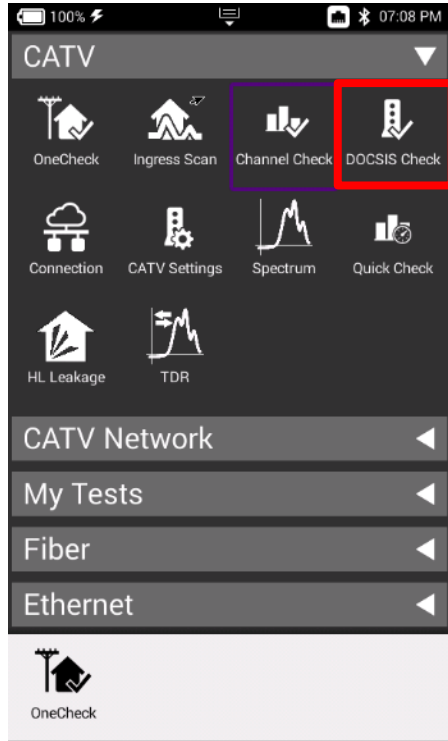 100% 07:08 PM
CATV
OneCheck Ingress Scan Channel Check DOCSIS Check
Connection CATV Settings Spectrum Quick Check
HL Leakage TDR
CATV Network
My Tests
Fiber
Ethernet
OneCheck